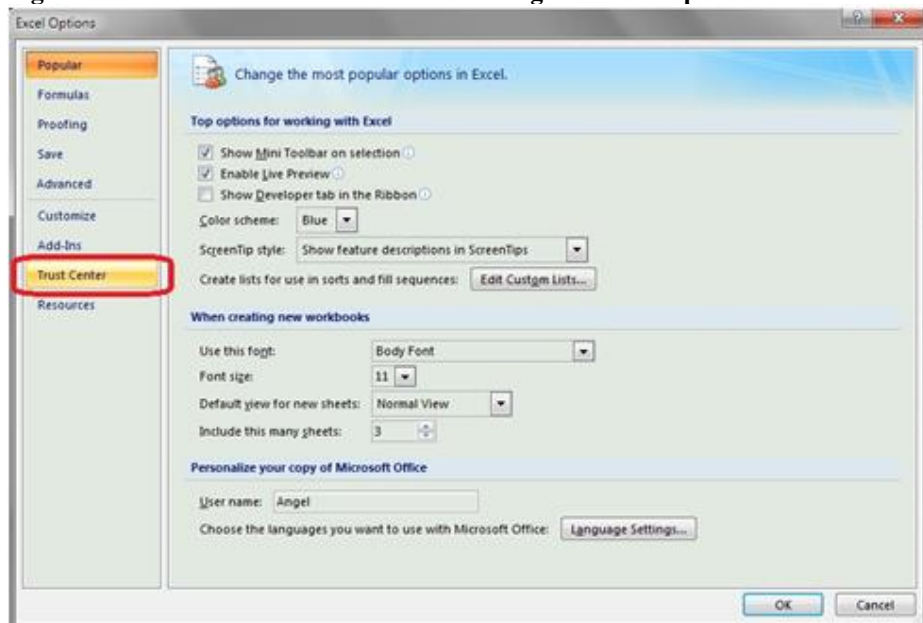 Excel Options
Popular
Formulas
Proofing
Save
Advanced
Customize
Add-Ins
Trust Center
Resources
Change the most popular options in Excel.
Top options for working with Excel
Show Mini Toolbar on selection
Enable Live Preview
Show Developer tab in the Ribbon
Color scheme: Blue
ScreenTip style: Show feature descriptions in ScreenTips
Create lists for use in sorts and fill sequences: Edit Custom Lists...
When creating new workbooks
Use this font: Body Font
Font size: 11
Default view for new sheets: Normal View
Include this many sheets: 3
Personalize your copy of Microsoft Office
User name: Angel
Choose the languages you want to use with Microsoft Office: Language Settings...
OK Cancel